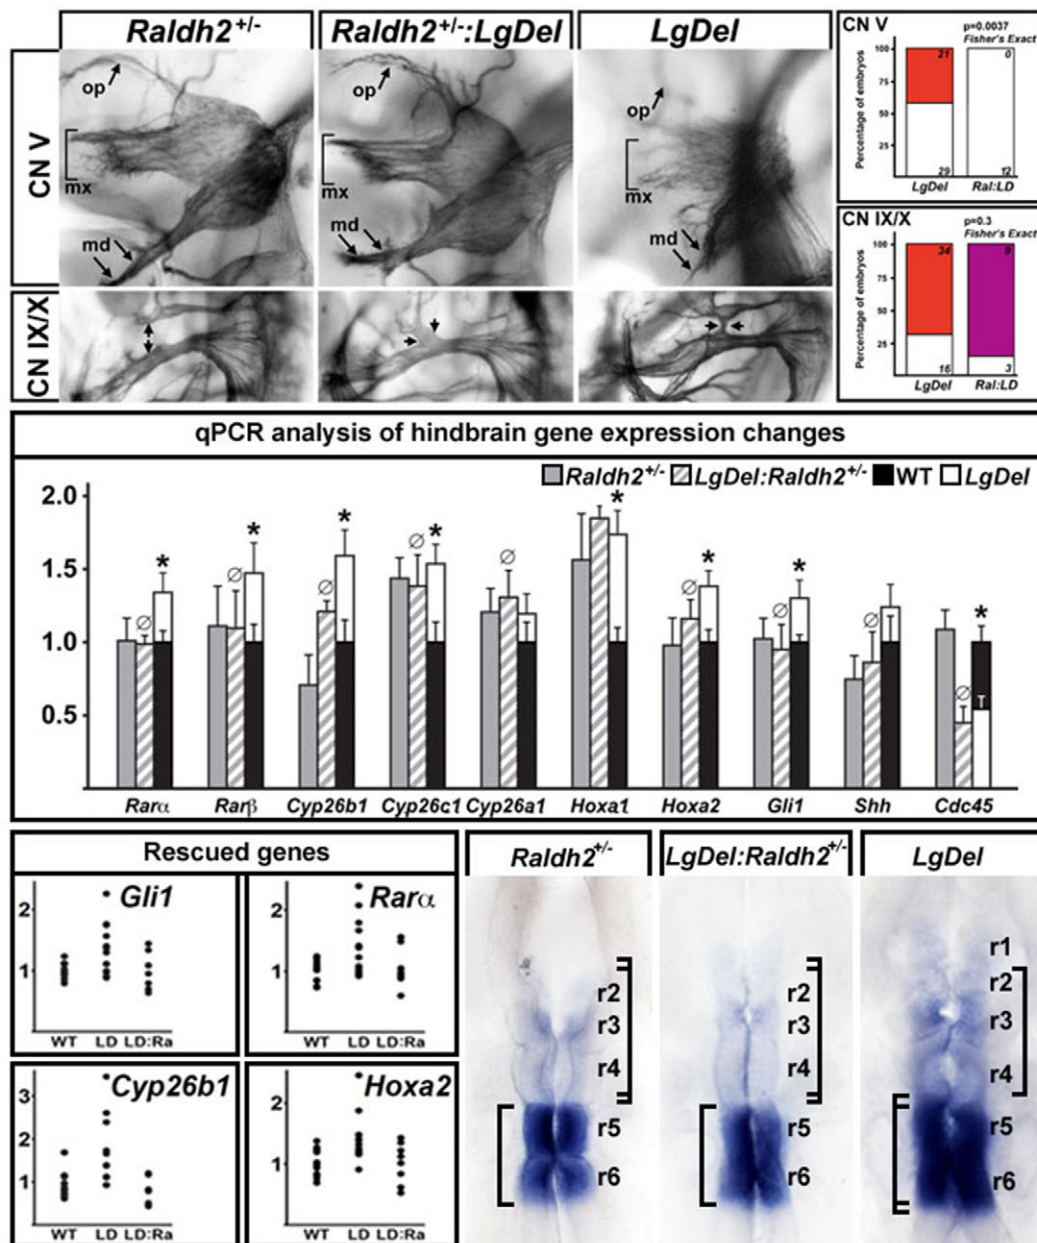 Raldh2+/-
Raldh2+/-:LgDel
LgDel
CN V
op
mx
md
op
mx
md
op
mx
md
CN IX/X
CN V
p=0.0037
Fisher's Exact
Percentage of embryos
100
75
50
25
21
29
0
12
LgDel
Ral:LD
CN IX/X
p=0.3
Fisher's Exact
Percentage of embryos
100
75
50
25
34
16
9
3
LgDel
Ral:LD
qPCR analysis of hindbrain gene expression changes
Raldh2+/- LgDel:Raldh2+/- WT LgDel
2.0
1.5
1.0
0.5
* ∅ * ∅ * ∅ * ∅ ∅ * ∅ * ∅ * ∅ ∅ *
Rarα Rarβ Cyp26b1 Cyp26c1 Cyp26a1 Hoxa1 Hoxa2 Gli1 Shh Cdc45
Rescued genes
Gli1
2
1
WT LD LD:Ra
Rarα
2
1
WT LD LD:Ra
Cyp26b1
3
2
1
WT LD LD:Ra
Hoxa2
2
1
WT LD LD:Ra
Raldh2+/-
r2
r3
r4
r5
r6
LgDel:Raldh2+/-
r2
r3
r4
r5
r6
LgDel
r1
r2
r3
r4
r5
r6